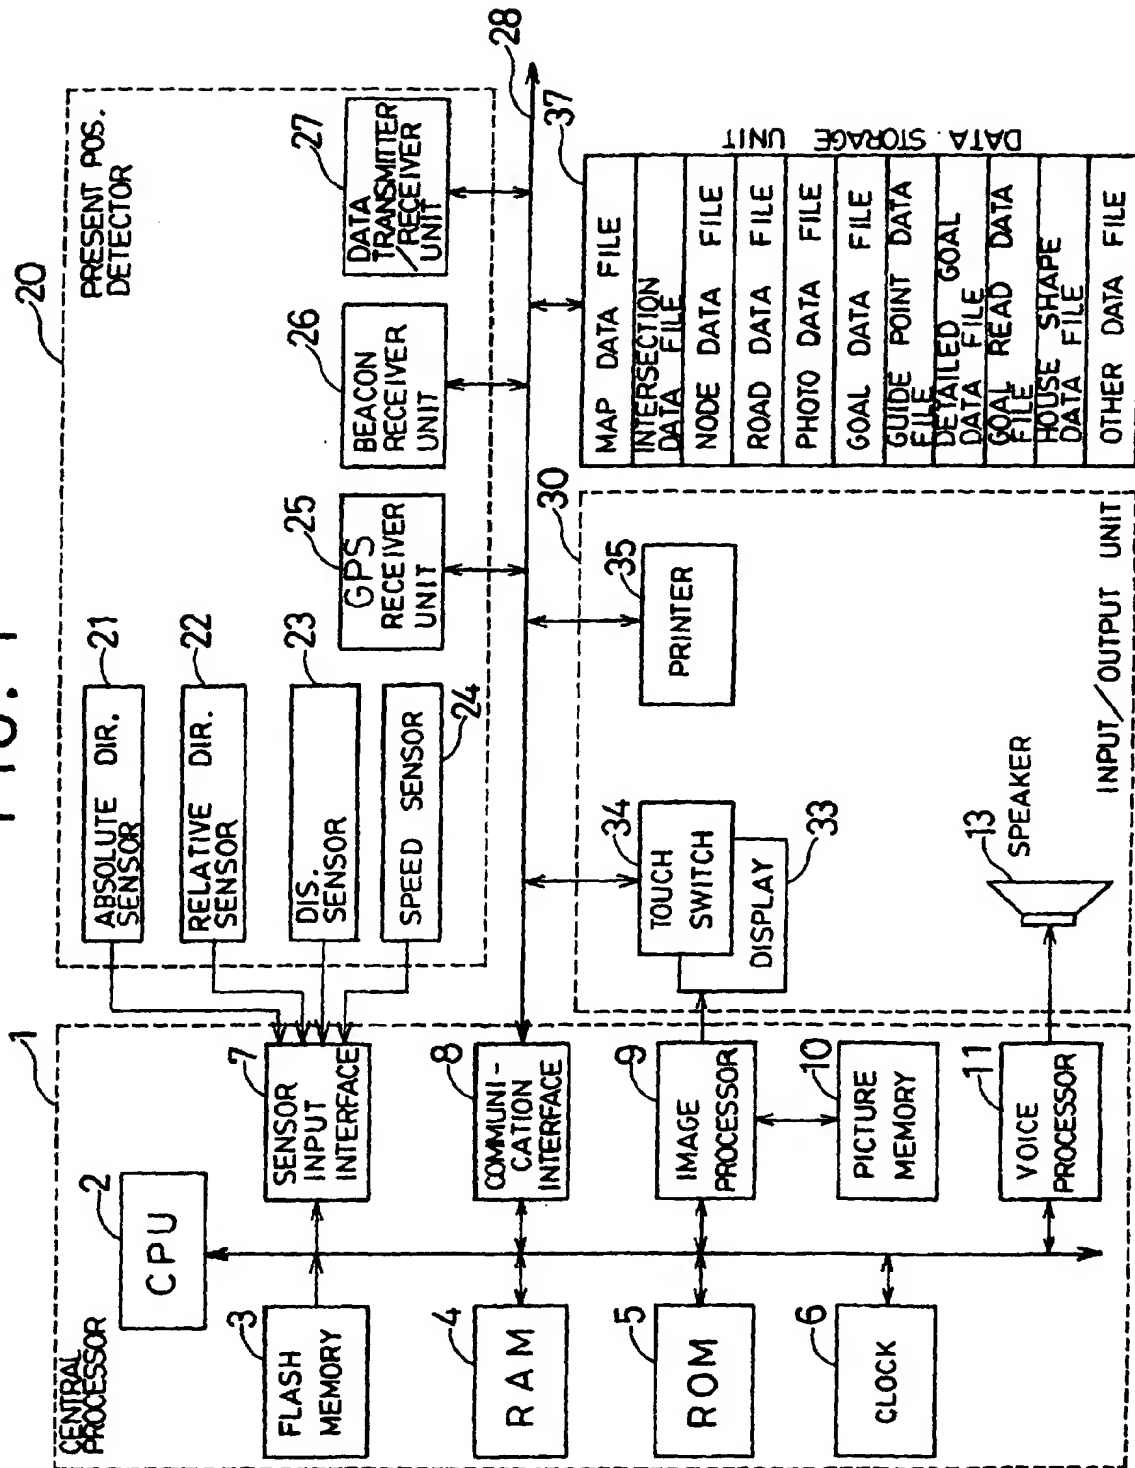 FIG. 1
1
CENTRAL
PROCESSOR
2
CPU
3
FLASH
MEMORY
4
RAM
5
ROM
6
CLOCK
7
SENSOR
INPUT
INTERFACE
8
COMMUNI-
CATION
INTERFACE
9
IMAGE
PROCESSOR
10
PICTURE
MEMORY
11
VOICE
PROCESSOR
20
PRESENT POS.
DETECTOR
21
ABSOLUTE DIR.
SENSOR
22
RELATIVE DIR.
SENSOR
23
DIS.
SENSOR
24
SPEED SENSOR
25
GPS
RECEIVER
UNIT
26
BEACON
RECEIVER
UNIT
27
DATA
TRANSMITTER
/RECEIVER
UNIT
28
30
34
TOUCH
SWITCH
DISPLAY
33
35
PRINTER
13
SPEAKER
INPUT/OUTPUT UNIT
37
MAP DATA FILE
INTERSECTION
DATA FILE
NODE DATA FILE
ROAD DATA FILE
PHOTO DATA FILE
GOAL DATA FILE
GUIDE POINT DATA
FILE
DETAILED GOAL
DATA FILE
GOAL READ DATA
FILE
HOUSE SHAPE
DATA FILE
OTHER DATA FILE
DATA STORAGE UNIT